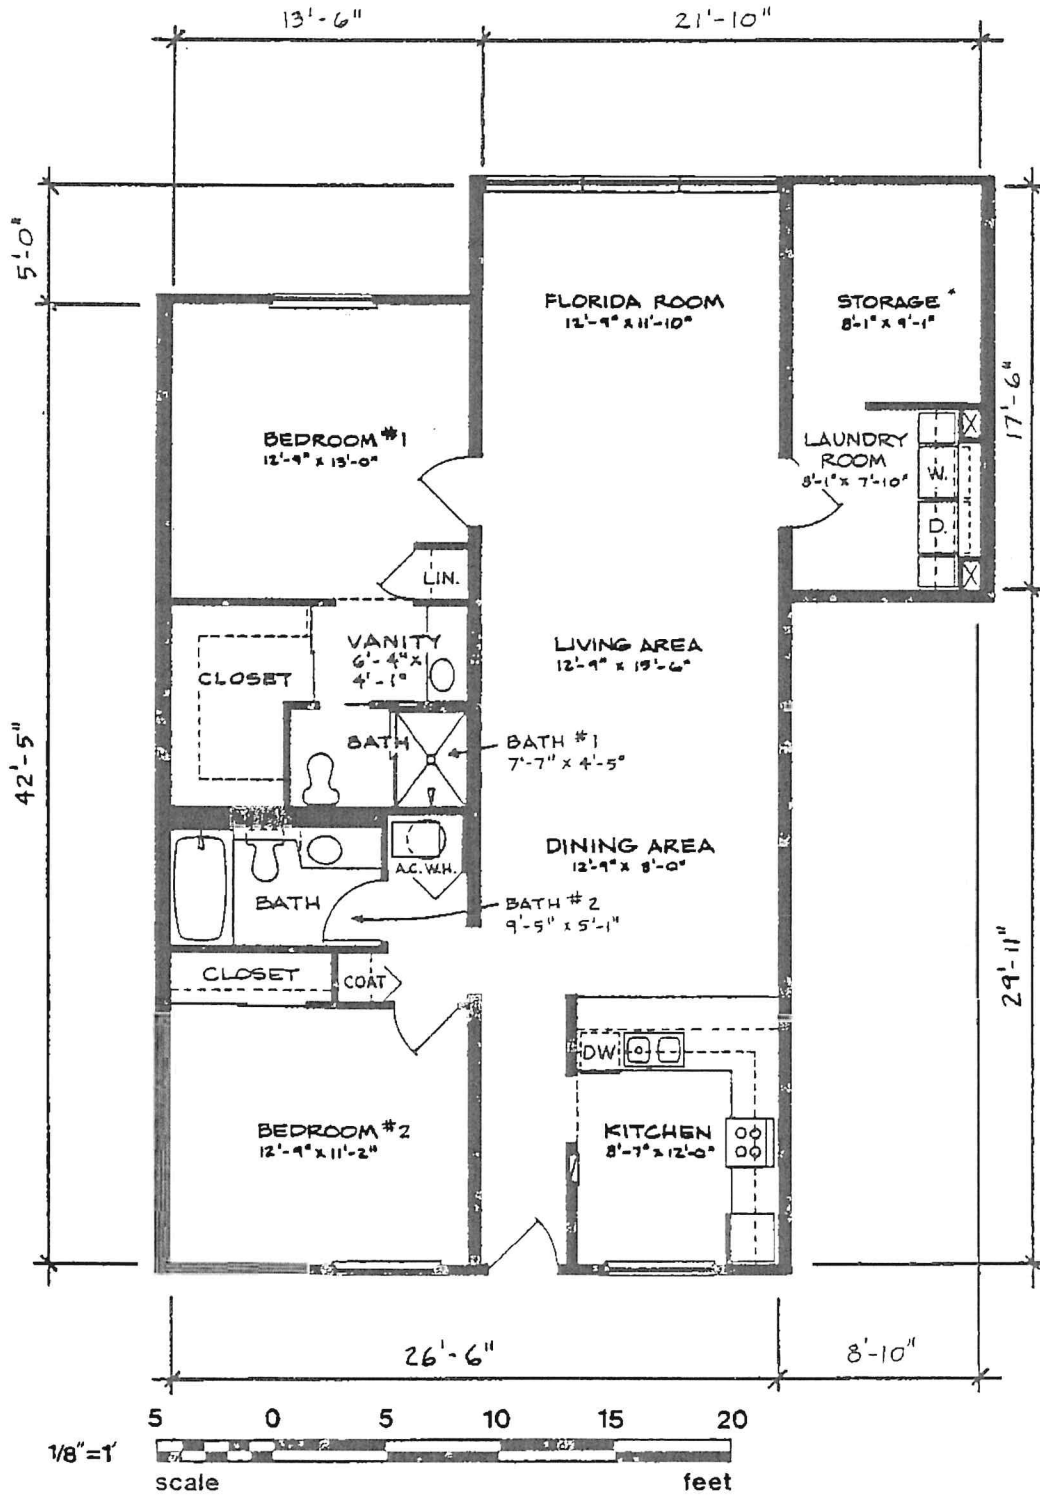 13'-6"
21'-10"
5'-0"
FLORIDA ROOM
12'-9" x 11'-10"
STORAGE *
8'-1" x 9'-1"
17'-6"
BEDROOM #1
12'-9" x 13'-0"
LAUNDRY
ROOM
8'-1" x 7'-10"
W.
D.
LIN.
VANITY
6'-4" x
4'-1"
CLOSET
LIVING AREA
BATH
BATH #1
7'-7" x 4'-5"
42'-5"
DINING AREA
12'-9" x 8'-0"
A.C.W.H.
BATH
BATH #2
9'-5" x 5'-1"
CLOSET
COAT
29'-11"
DW
BEDROOM #2
12'-9" x 11'-2"
KITCHEN
8'-7" x 12'-0"
26'-6"
8'-10"
5 0 5 10 15 20
1/8"=1'
scale feet